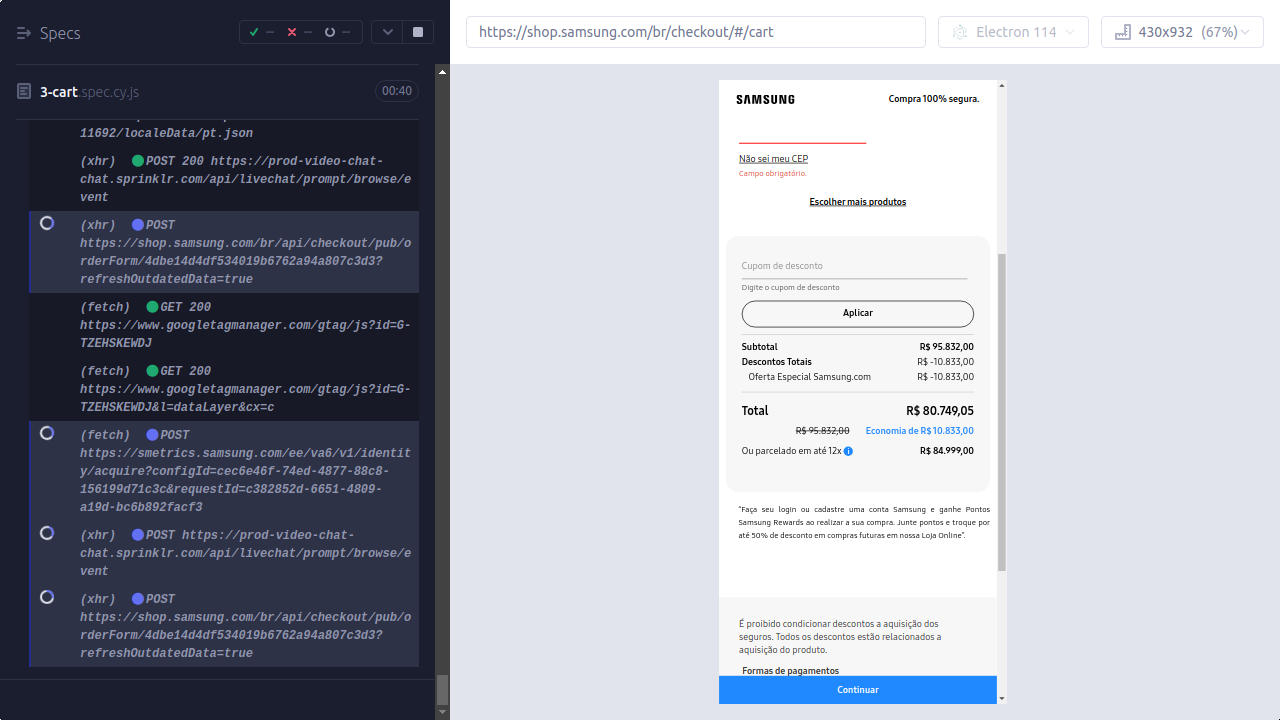 Specs
--
--
--
3-cart.spec.cy.js
00:40
11692/localeData/pt.json
(xhr) POST 200 https://prod-video-chat-
chat.sprinklr.com/api/livechat/prompt/browse/e
vent
(xhr) POST
https://shop.samsung.com/br/api/checkout/pub/o
rderForm/4dbe14d4df534019b6762a94a807c3d3?
refreshOutdatedData=true
(fetch) GET 200
https://www.googletagmanager.com/gtag/js?id=G-
TZEHSKEWDJ
(fetch) GET 200
https://www.googletagmanager.com/gtag/js?id=G-
TZEHSKEWDJ&l=dataLayer&cx=c
(fetch) POST
https://smetrics.samsung.com/ee/va6/v1/identit
y/acquire?configId=cec6e46f-74ed-4877-88c8-
156199d71c3c&requestId=c382852d-6651-4809-
a19d-bc6b892facf3
(xhr) POST https://prod-video-chat-
chat.sprinklr.com/api/livechat/prompt/browse/e
vent
(xhr) POST
https://shop.samsung.com/br/api/checkout/pub/o
rderForm/4dbe14d4df534019b6762a94a807c3d3?
refreshOutdatedData=true
https://shop.samsung.com/br/checkout/#/cart
Electron 114
430x932 (67%)
SAMSUNG
Compra 100% segura.
Não sei meu CEP
Campo obrigatório.
Escolher mais produtos
Cupom de desconto
Digite o cupom de desconto
Aplicar
Subtotal R$ 95.832,00
Descontos Totais R$ -10.833,00
Oferta Especial Samsung.com R$ -10.833,00
Total R$ 80.749,05
R$ 95.832,00 Economia de R$ 10.833,00
Ou parcelado em até 12x R$ 84.999,00
"Faça seu login ou cadastre uma conta Samsung e ganhe Pontos
Samsung Rewards ao realizar a sua compra. Junte pontos e troque por
até 50% de desconto em compras futuras em nossa Loja Online".
É proibido condicionar descontos a aquisição dos
seguros. Todos os descontos estão relacionados a
aquisição do produto.
Formas de pagamentos
Continuar